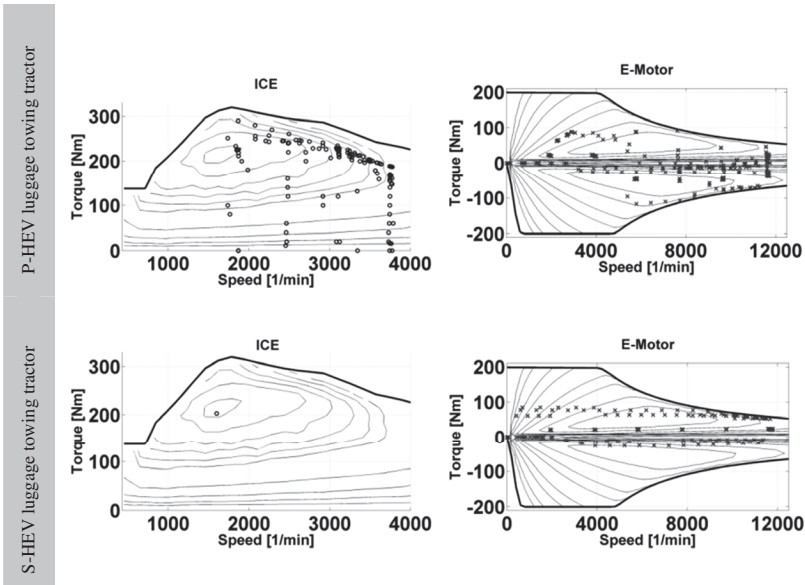 P-HEV luggage towing tractor
ICE
Torque [Nm]
300
200
100
0
1000 2000 3000 4000
Speed [1/min]
E-Motor
Torque [Nm]
200
100
0
-100
-200
0 4000 8000 12000
Speed [1/min]
S-HEV luggage towing tractor
ICE
Torque [Nm]
300
200
100
0
1000 2000 3000 4000
Speed [1/min]
E-Motor
Torque [Nm]
200
100
0
-100
-200
0 4000 8000 12000
Speed [1/min]